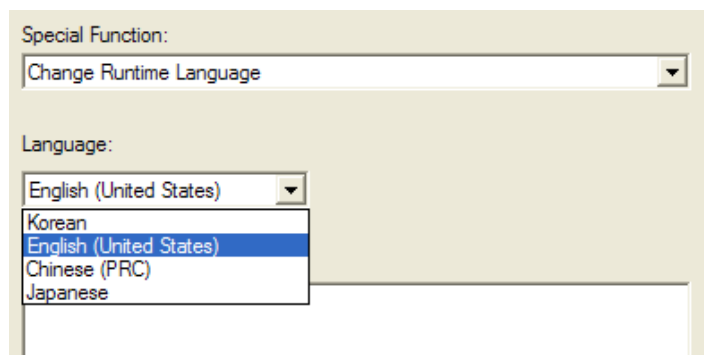 Special Function:
Change Runtime Language
Language:
English (United States)
Korean
English (United States)
Chinese (PRC)
Japanese